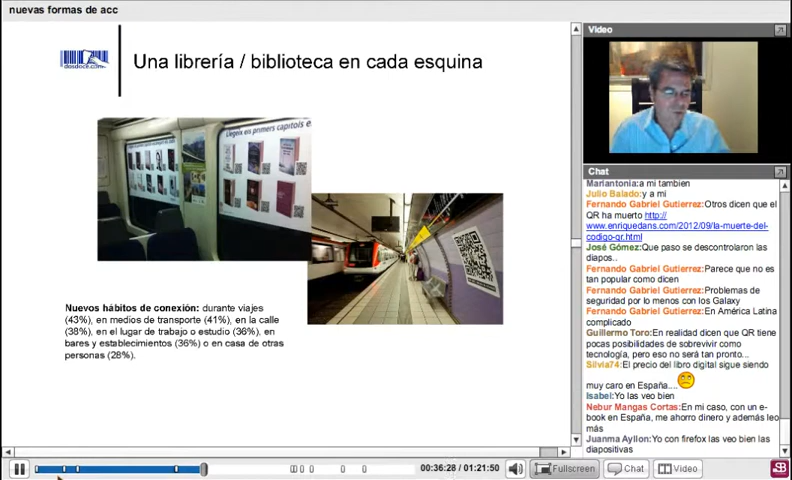 nuevas formas de acc
dosdoce.com
Una librería / biblioteca en cada esquina
Llegeix els primers capítols
Nuevos hábitos de conexión: durante viajes
(43%), en medios de transporte (41%), en la calle
(38%), en el lugar de trabajo o estudio (36%). en
bares y establecimientos (36%) o en casa de otras
personas (28%).
Video
Chat
Mariantonia:a mi tambien
Julio Balado:y a mi
Fernando Gabriel Gutierrez:Otros dicen que el
QR ha muerto http://
www.enriquedans.com/2012/09/la-muerte-del-
codigo-qr.html
José Gómez:Que paso se descontrolaron las
diapos..
Fernando Gabriel Gutierrez:Parece que no es
tan popular como dicen
Fernando Gabriel Gutierrez:Problemas de
seguridad por lo menos con los Galaxy
Fernando Gabriel Gutierrez:En América Latina
complicado
Guillermo Toro:En realidad dicen que QR tiene
pocas posibilidades de sobrevivir como
tecnología, pero eso no será tan pronto...
Silvia74:El precio del libro digital sigue siendo
muy caro en España....
Isabel:Yo las veo bien
Nebur Mangas Cortas:En mi caso, con un e-
book en España, me ahorro dinero y además leo
más
Juanma Ayllon:Yo con firefox las veo bien las
diapositivas
00:36:28 / 01:21:50
Fullscreen
Chat
Video
SB